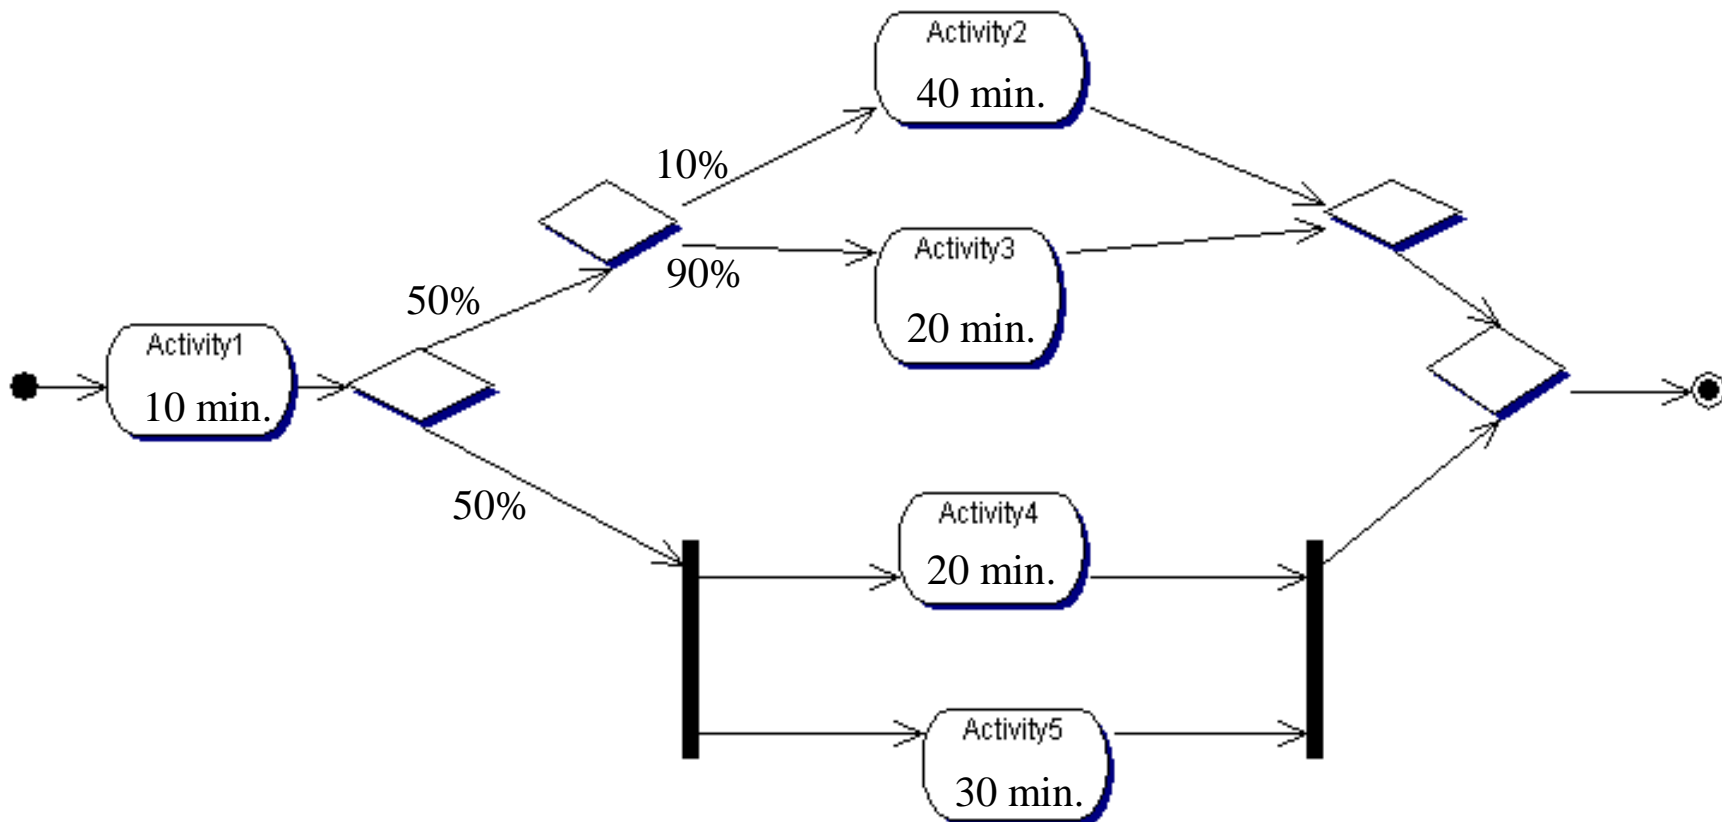 Activity2
40 min.
10%
Activity3
20 min.
90%
50%
Activity1
10 min.
50%
Activity4
20 min.
Activity5
30 min.